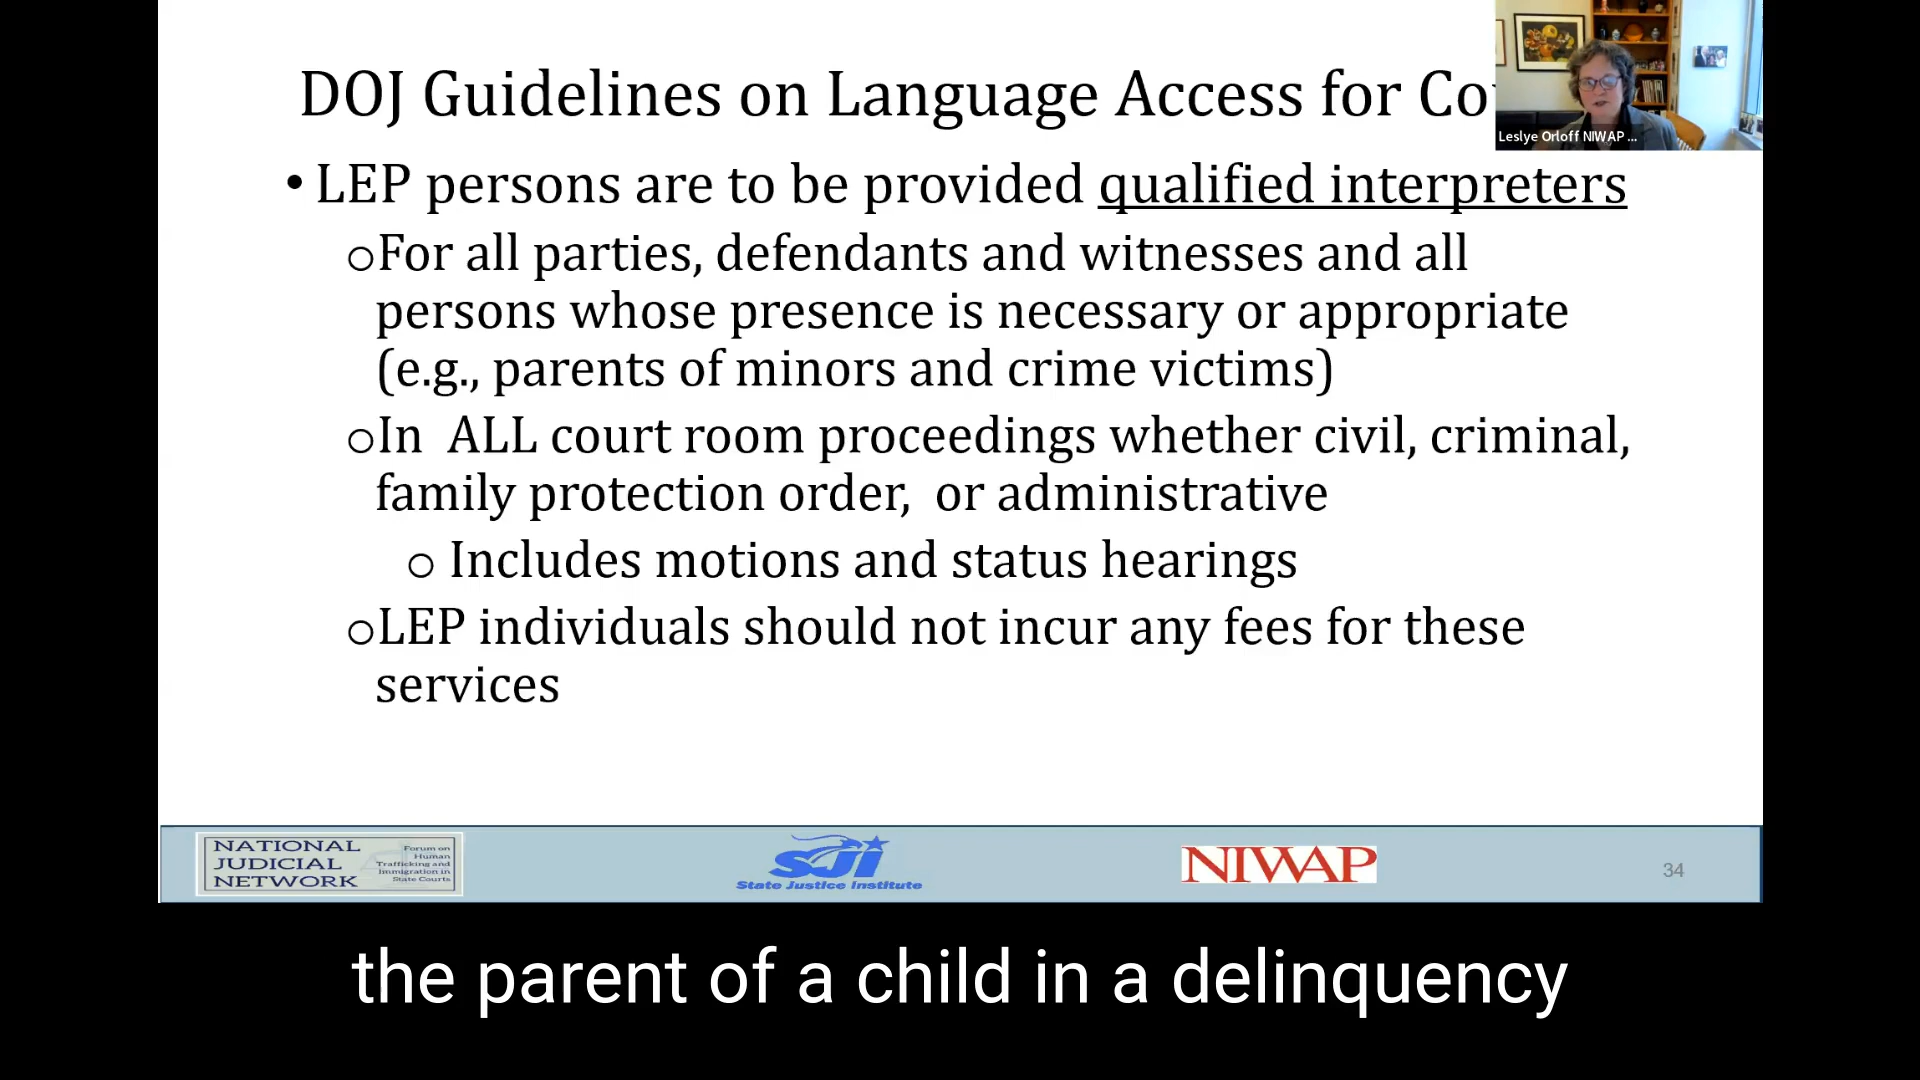 DOJ Guidelines on Language Access for Co
Leslye Orloff NIWAP ...
• LEP persons are to be provided qualified interpreters
oFor all parties, defendants and witnesses and all
persons whose presence is necessary or appropriate
(e.g., parents of minors and crime victims)
oIn  ALL court room proceedings whether civil, criminal,
family protection order,  or administrative
o Includes motions and status hearings
oLEP individuals should not incur any fees for these
services
NATIONAL
JUDICIAL
NETWORK
Forum on
Human
Trafficking and
Immigration in
State Courts
SJI
State Justice Institute
NIWAP
34
the parent of a child in a delinquency